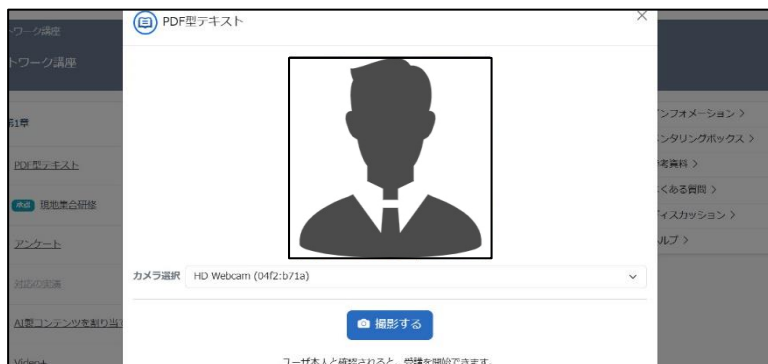 PDF型テキスト
トワーク講座
第1章
PDF型テキスト
現地集合研修
アンケート
AI型コンテンツを割り当
Video+
カメラ選択 HD Webcam (04f2:b71a)
撮影する
ユーザ本人と確認されると、受講を開始できます。
インフォメーション >
メンタリングボックス >
参考資料 >
よくある質問 >
ディスカッション >
ヘルプ >